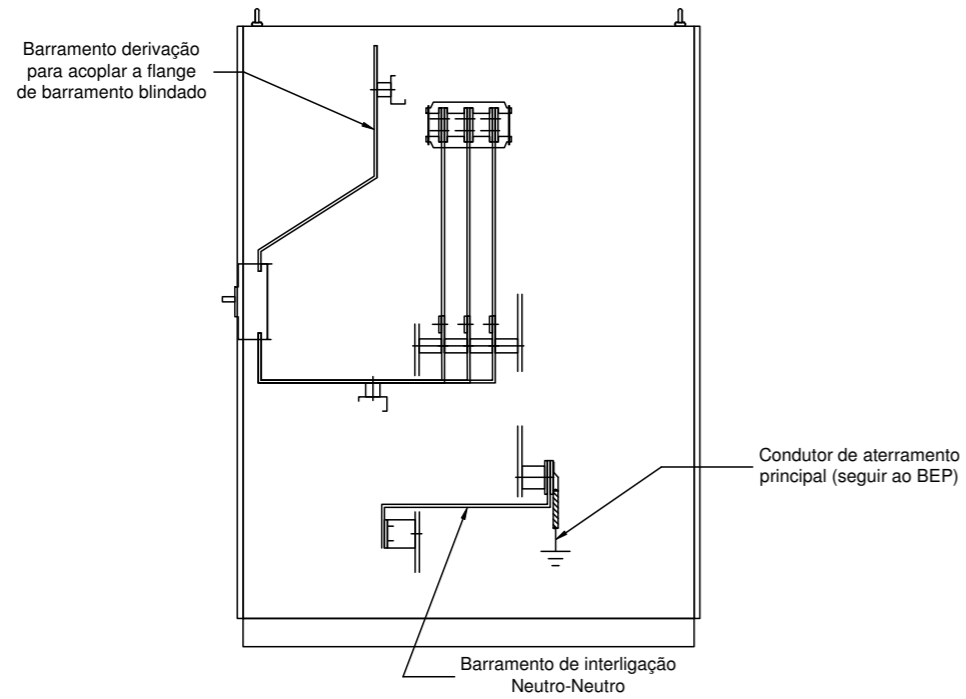 Barramento derivação
para acoplar a flange
de barramento blindado
Condutor de aterramento
principal (seguir ao BEP)
Barramento de interligação
Neutro-Neutro